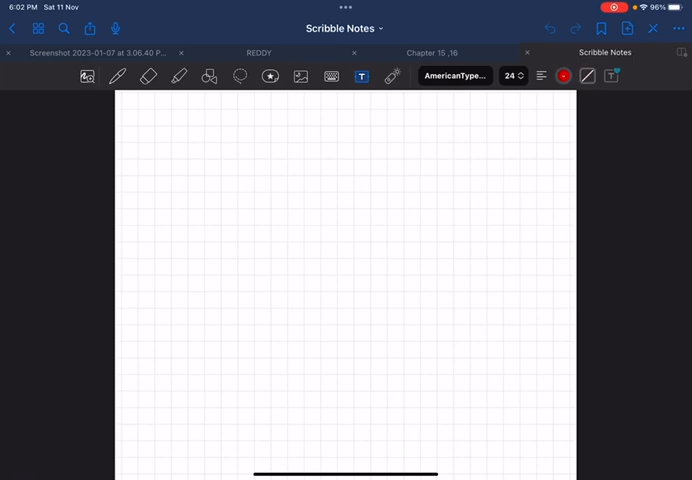 6:02 PM Sat 11 Nov 96%
Scribble Notes
Screenshot 2023-01-07 at 3.06.40 P... REDDY Chapter 15 ,16 Scribble Notes
T AmericanType... 24 T